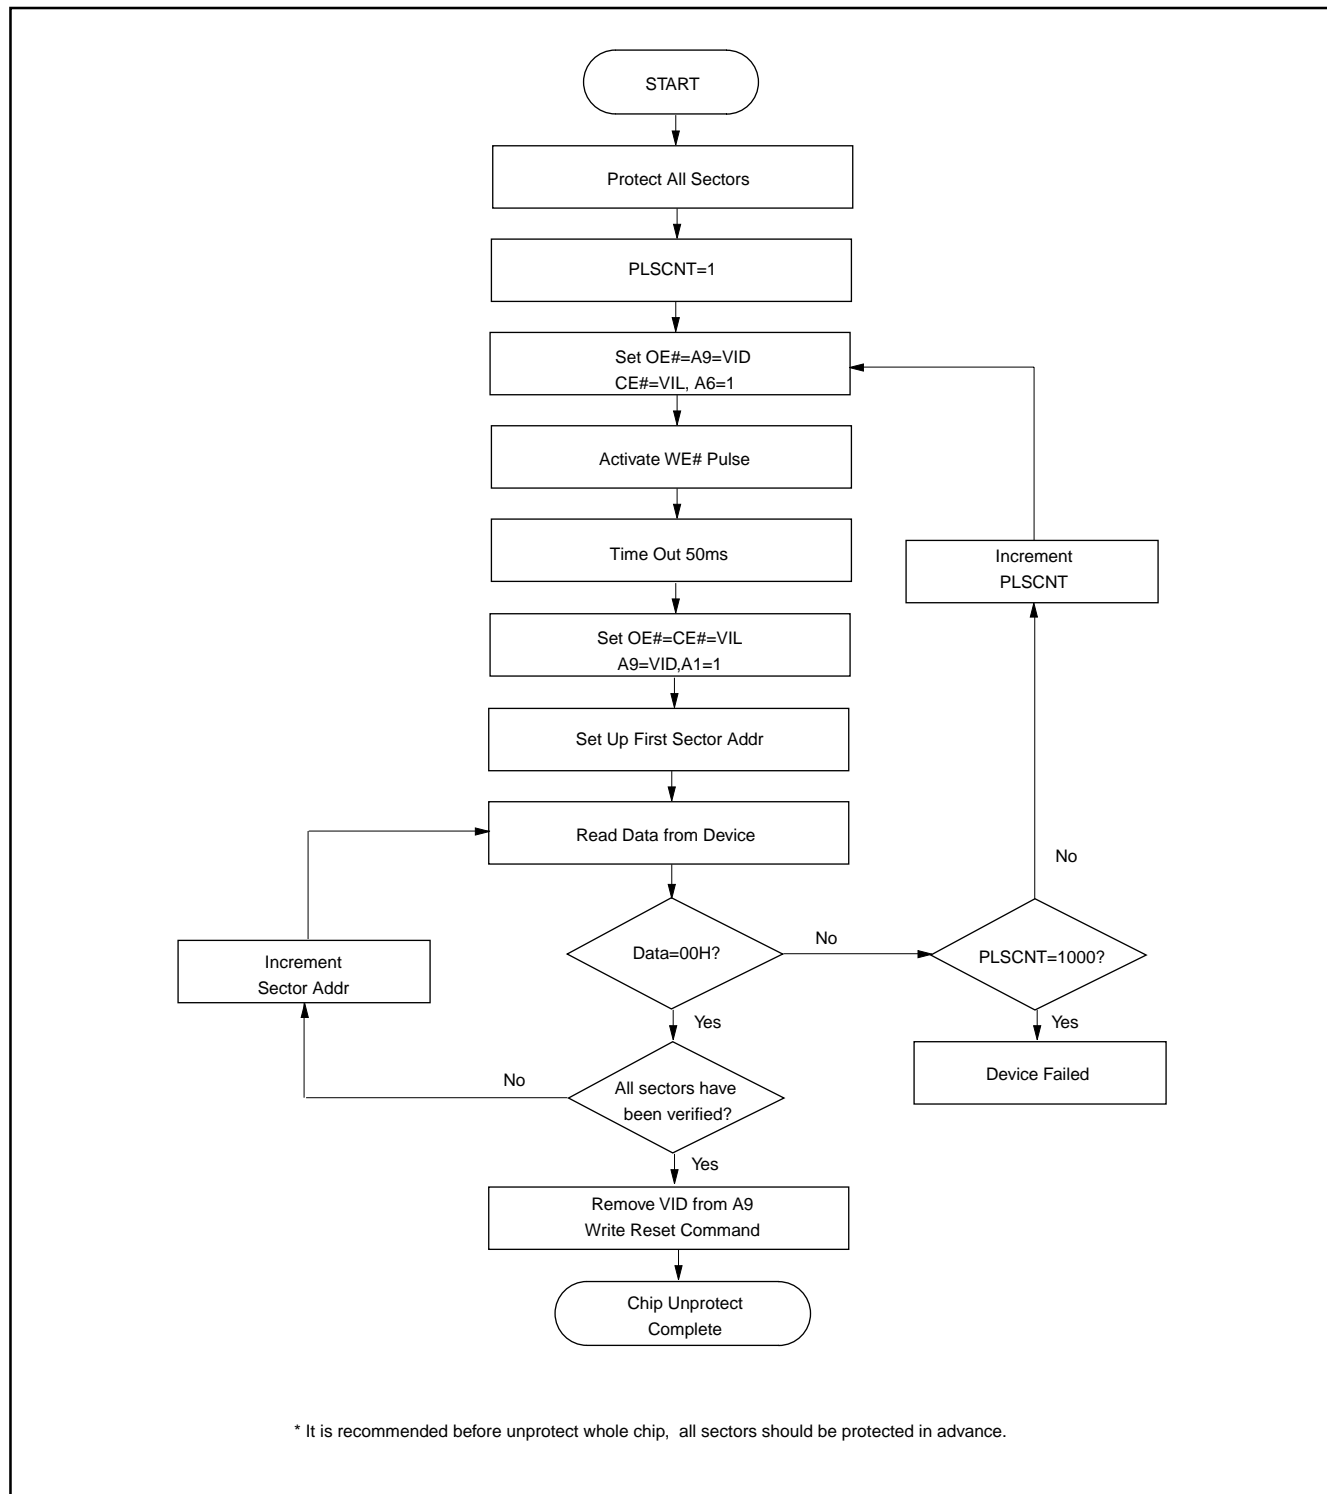 START
Protect All Sectors
PLSCNT=1
Set OE#=A9=VID
CE#=VIL, A6=1
Activate WE# Pulse
Time Out 50ms
Increment
PLSCNT
Set OE#=CE#=VIL
A9=VID,A1=1
Set Up First Sector Addr
Read Data from Device
No
Data=00H?
No
PLSCNT=1000?
Increment
Sector Addr
Yes
Yes
Device Failed
No
All sectors have
been verified?
Yes
Remove VID from A9
Write Reset Command
Chip Unprotect
Complete
* It is recommended before unprotect whole chip,  all sectors should be protected in advance.